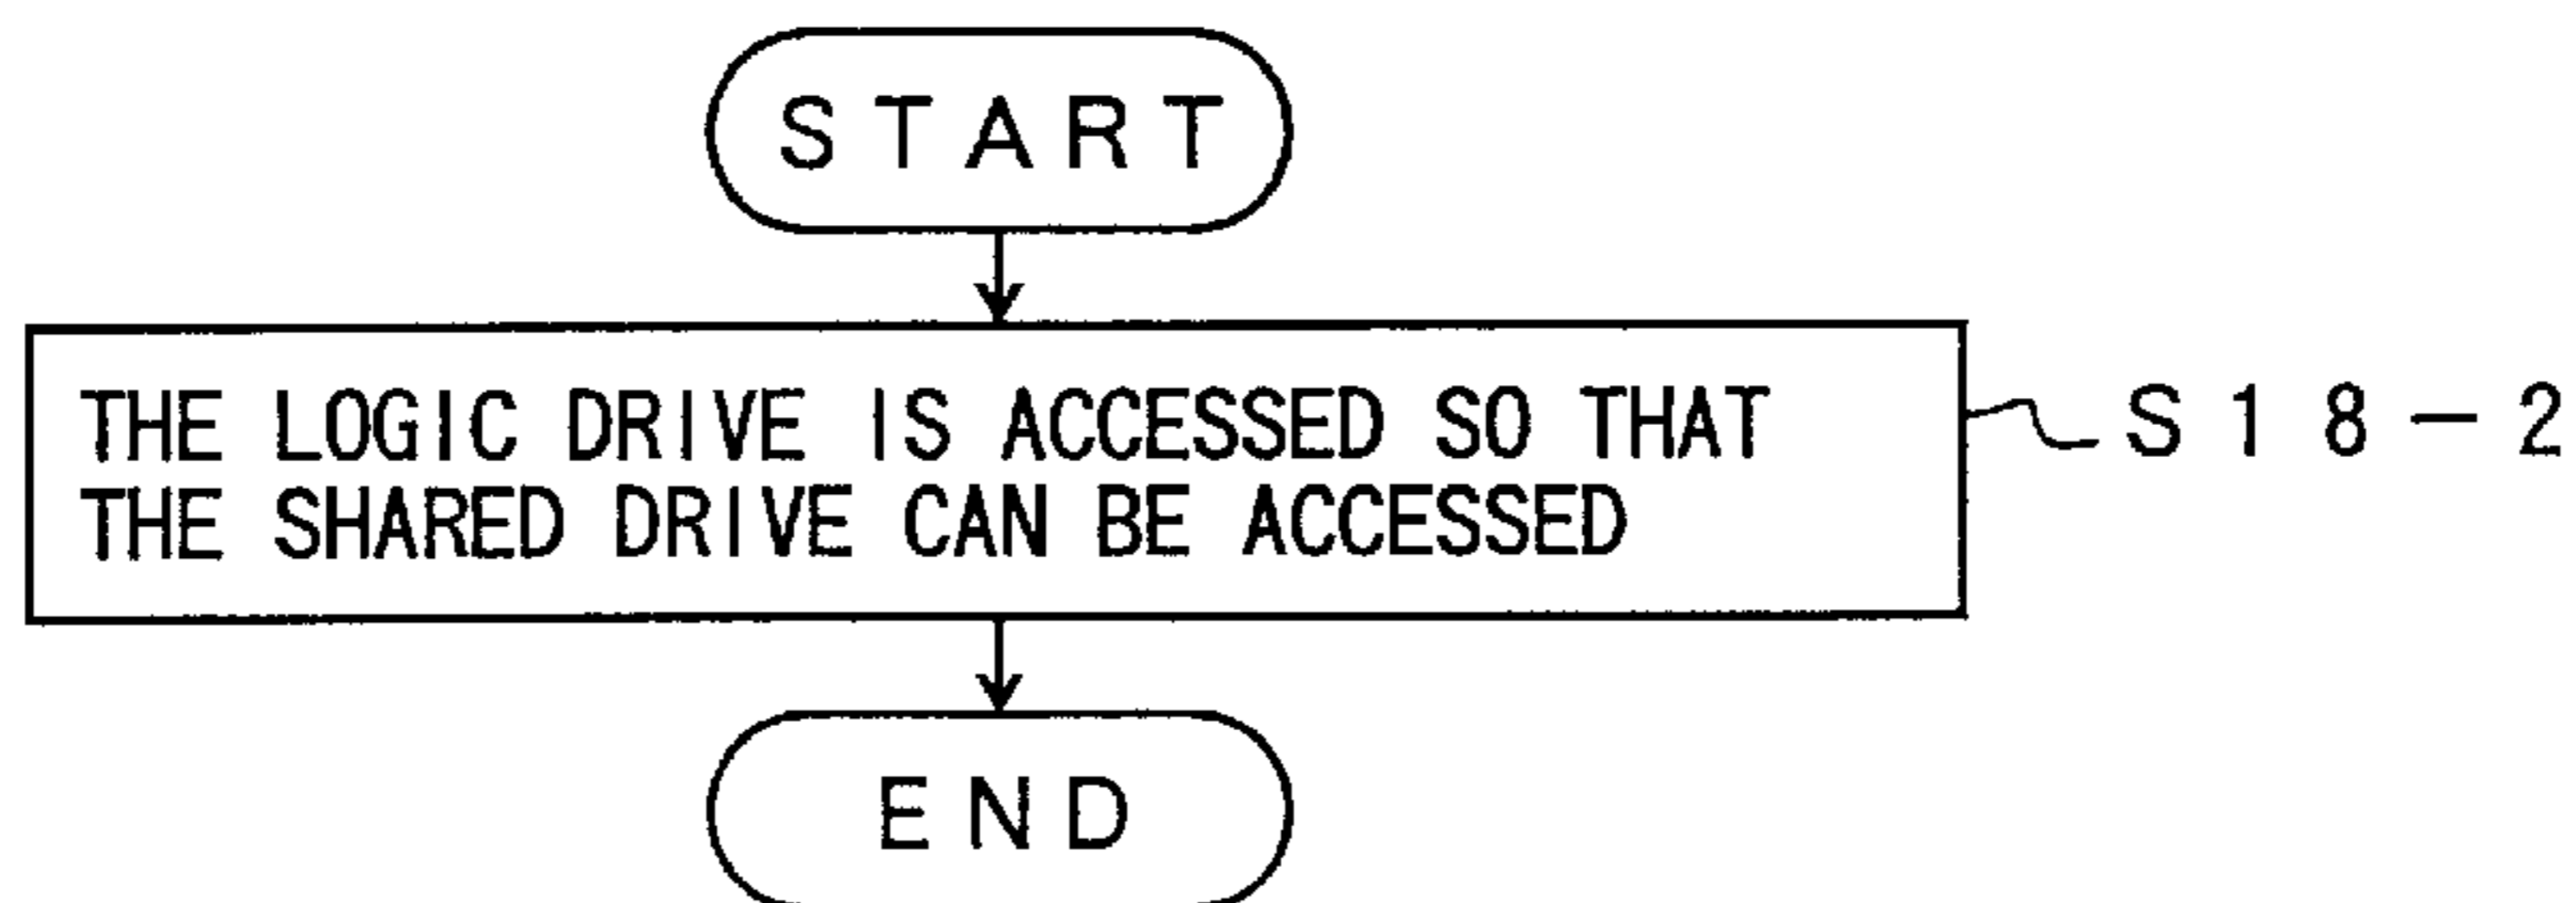 START
THE LOGIC DRIVE IS ACCESSED SO THAT
THE SHARED DRIVE CAN BE ACCESSED
S18-2
END